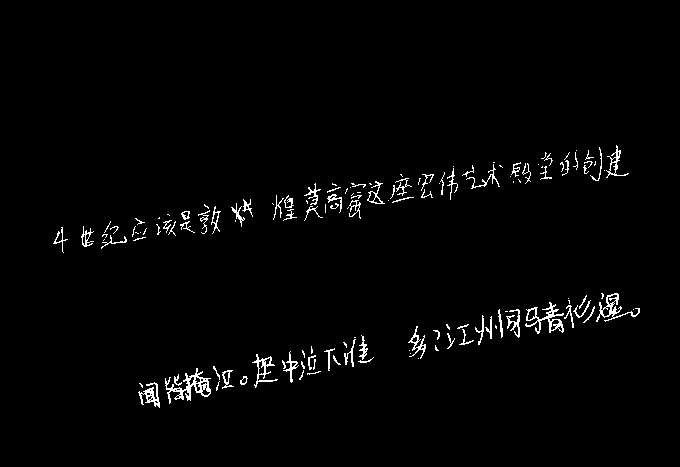 4世纪应该是敦煌莫高窟这座宏伟艺术殿堂的创建
闻皆掩泣。座中泣下谁 多?江州司马青衫湿。